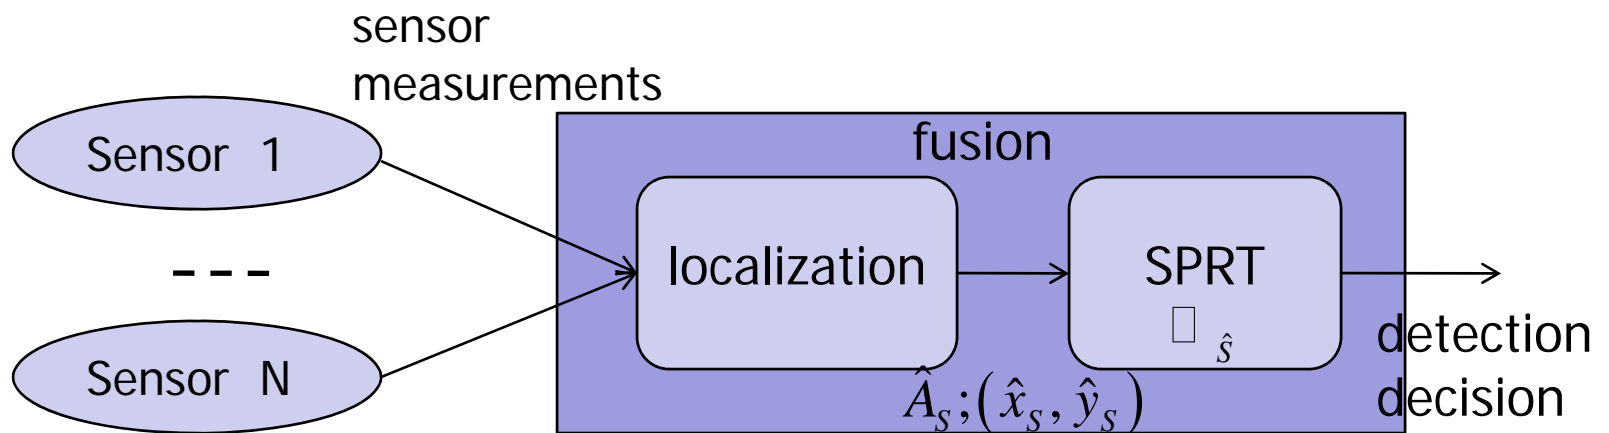 sensor
measurements
fusion
Sensor 1
localization
SPRT
□ ŝ
---
Sensor N
Â_S;(x̂_S, ŷ_S)
detection
decision